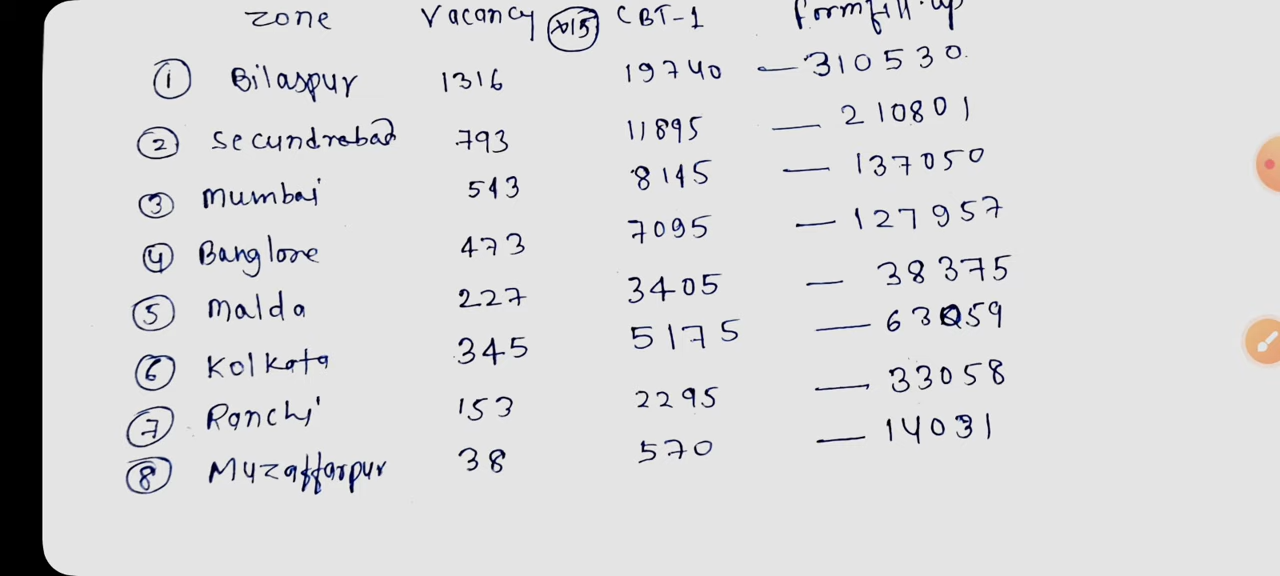 zone vacancy x15 CBT-1 formfill.up
1 Bilaspur 1316 19740 — 310530.
2 secundrabad 793 11895 — 210801
3 mumbai 543 8145 — 137050
4 Banglore 473 7095 — 127957
5 malda 227 3405 — 38375
6 Kolkata 345 5175 — 63059
7 Ranchi 153 2295 — 33058
8 Muzaffarpur 38 570 — 14031